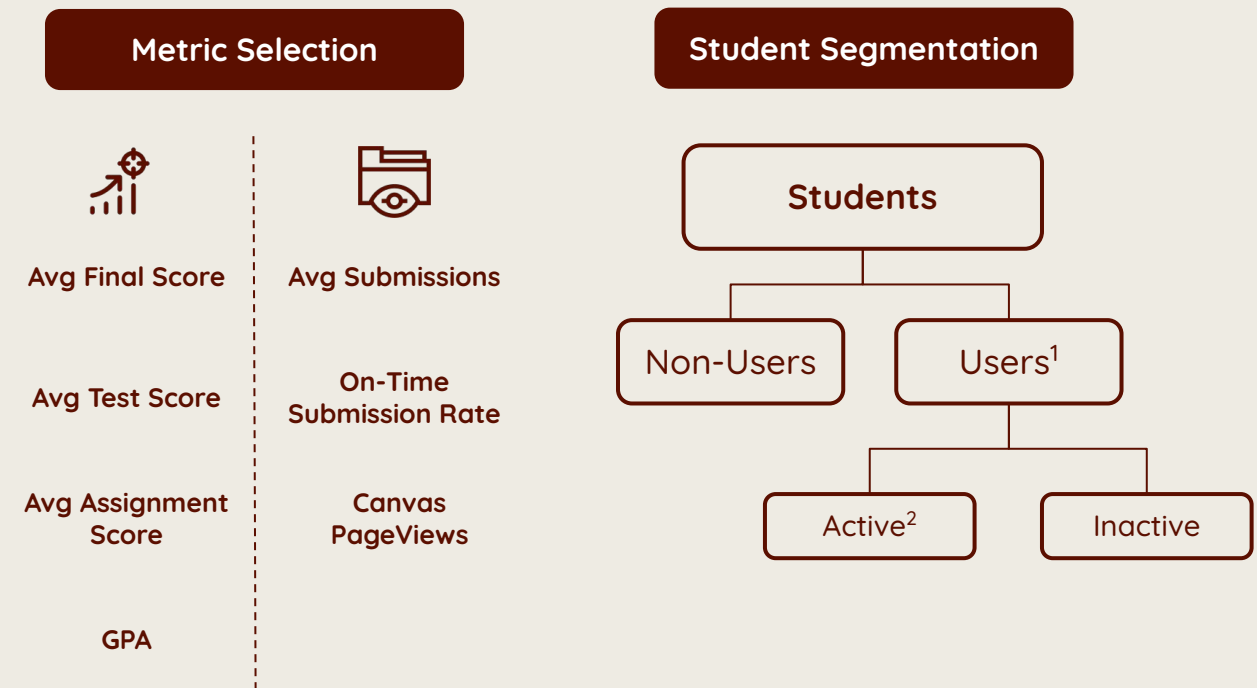 Metric Selection
Avg Final Score
Avg Test Score
Avg Assignment
Score
GPA
Avg Submissions
On-Time
Submission Rate
Canvas
PageViews
Student Segmentation
Students
Non-Users
Users¹
Active²
Inactive